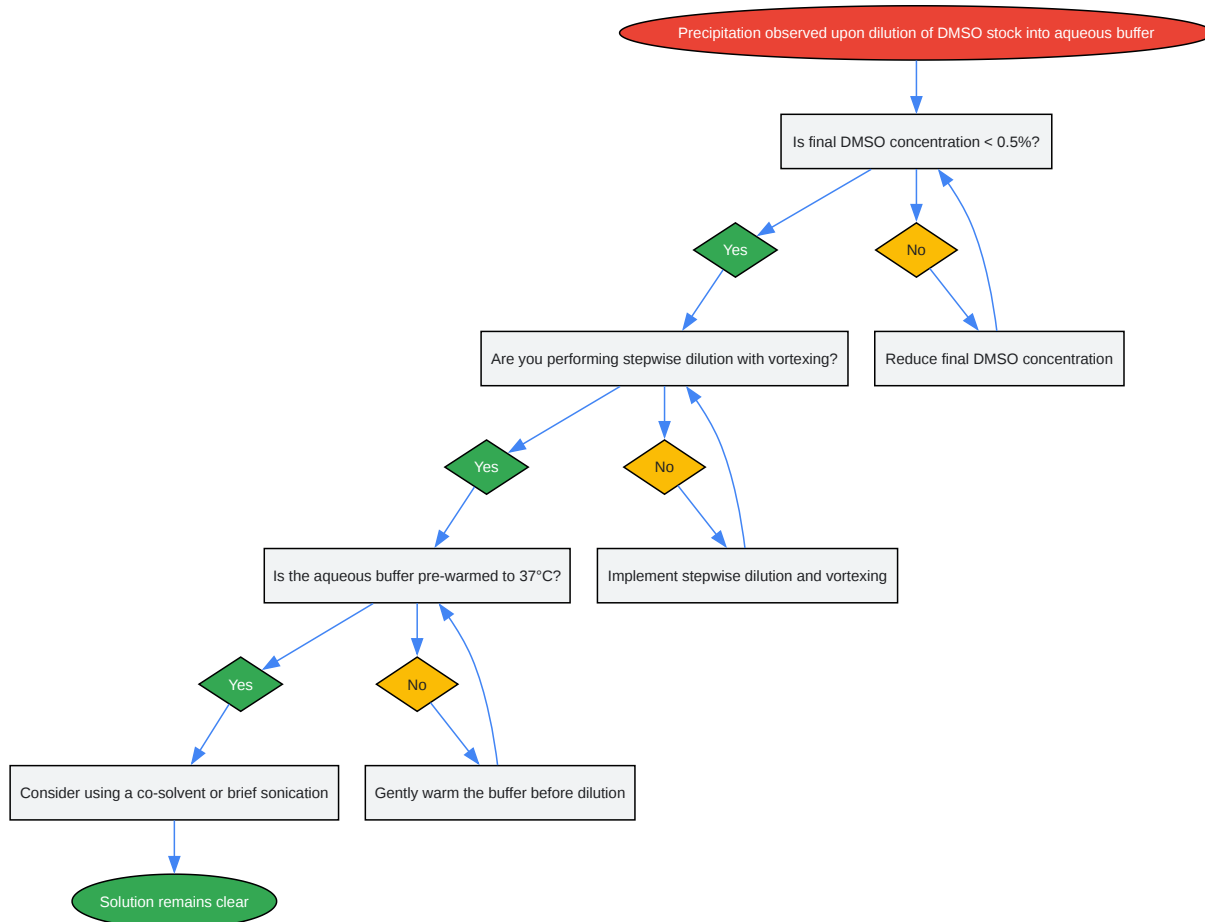 Precipitation observed upon dilution of DMSO stock into aqueous buffer
Is final DMSO concentration < 0.5%?
Yes
No
Are you performing stepwise dilution with vortexing?
Reduce final DMSO concentration
Yes
No
Is the aqueous buffer pre-warmed to 37°C?
Implement stepwise dilution and vortexing
Yes
No
Consider using a co-solvent or brief sonication
Gently warm the buffer before dilution
Solution remains clear